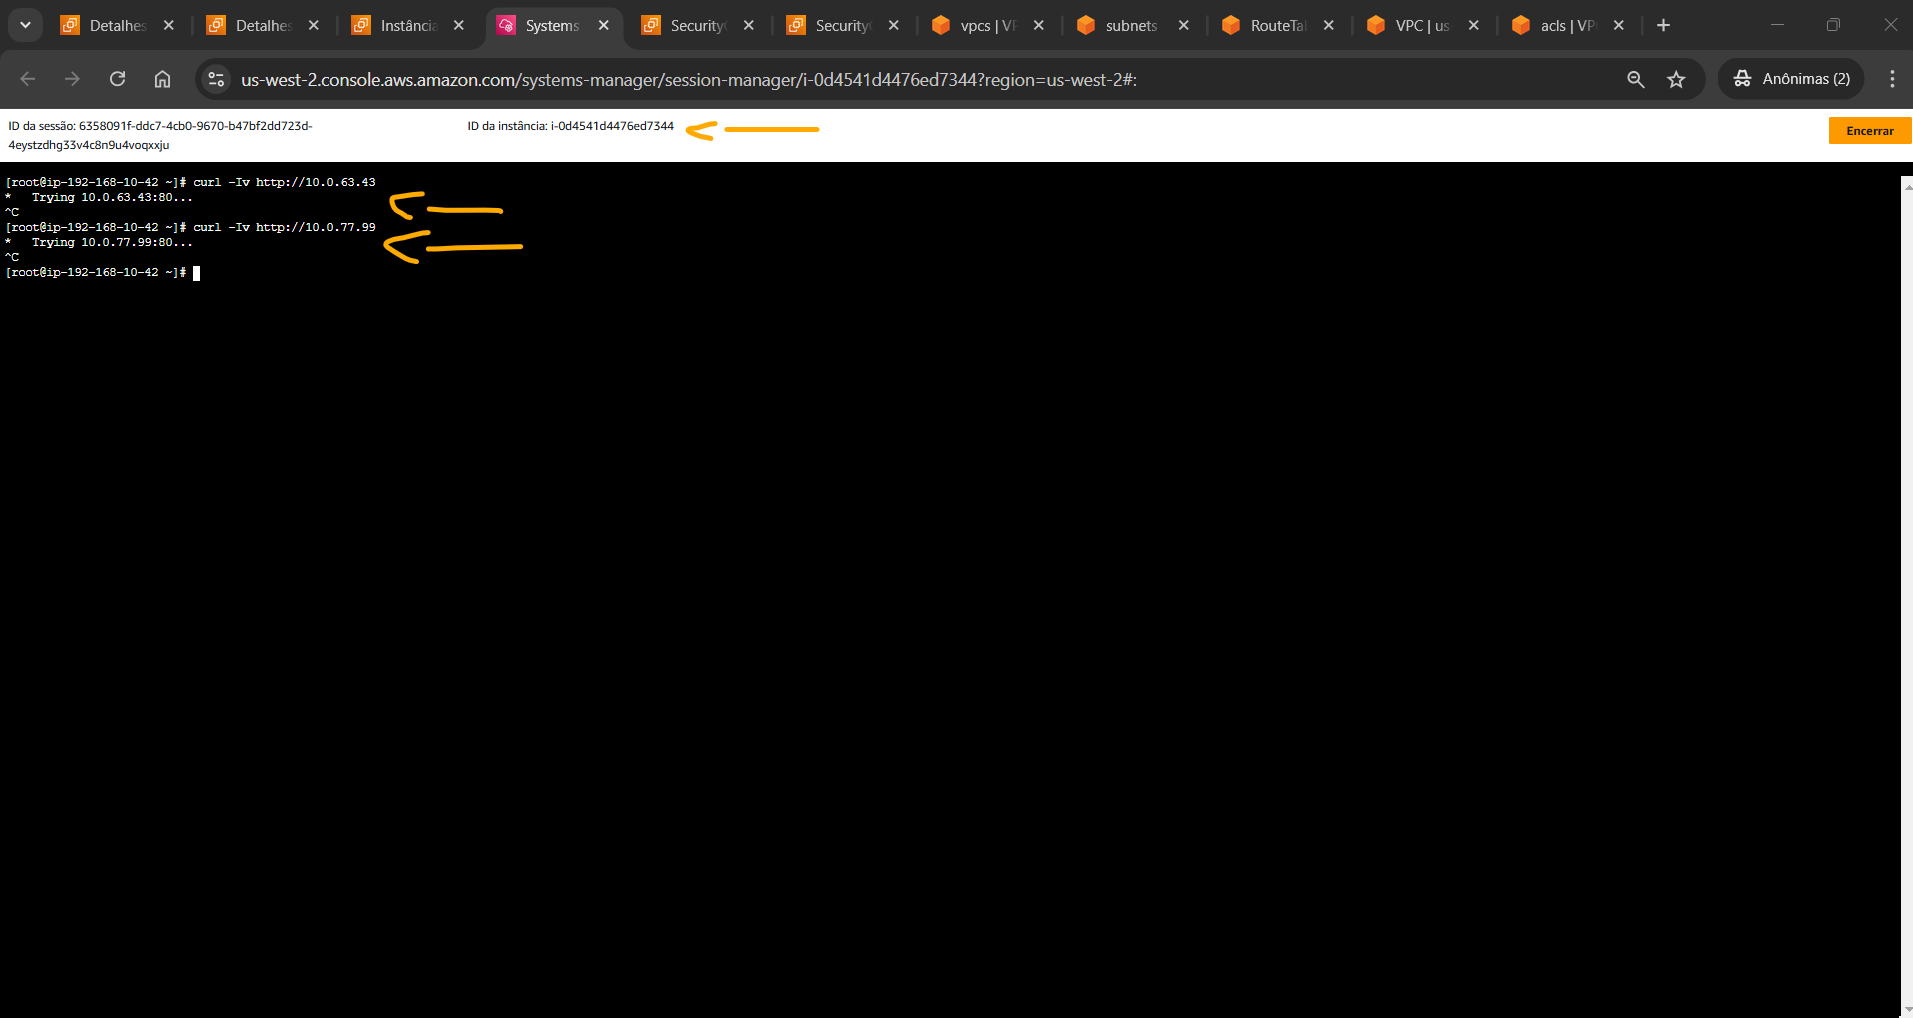 Detalhes
Detalhes
Instância
Systems
Security
Security
vpcs | VP
subnets
RouteTal
VPC | us
acls | VP
us-west-2.console.aws.amazon.com/systems-manager/session-manager/i-0d4541d4476ed7344?region=us-west-2#:
Anônimas (2)
ID da sessão: 6358091f-ddc7-4cb0-9670-b47bf2dd723d-
4eystzdhg33v4c8n9u4voqxxju
ID da instância: i-0d4541d4476ed7344
Encerrar
[root@ip-192-168-10-42 ~]# curl -Iv http://10.0.63.43
*   Trying 10.0.63.43:80...
^C
[root@ip-192-168-10-42 ~]# curl -Iv http://10.0.77.99
*   Trying 10.0.77.99:80...
^C
[root@ip-192-168-10-42 ~]#